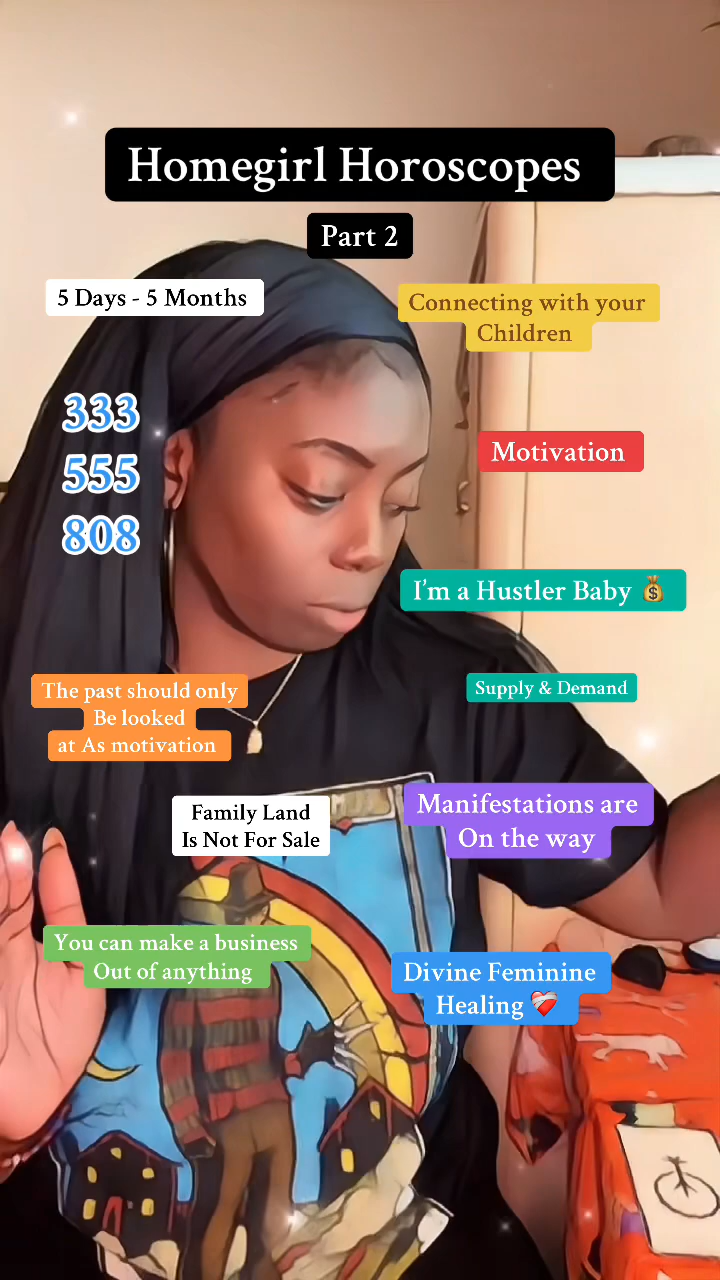 Homegirl Horoscopes
Part 2
5 Days - 5 Months
Connecting with your
Children
333
555
808
Motivation
I'm a Hustler Baby 💰
The past should only
Be looked
at As motivation
Supply & Demand
Family Land
Is Not For Sale
Manifestations are
On the way
You can make a business
Out of anything
Divine Feminine
Healing ❤️‍🩹